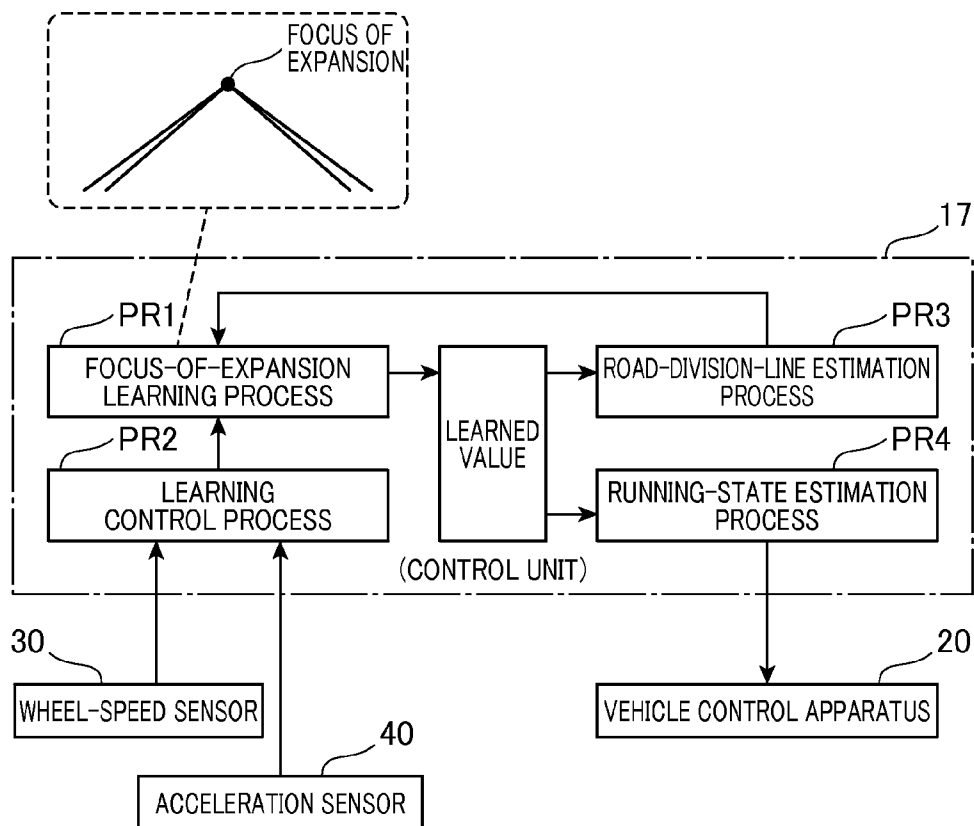 FOCUS OF
EXPANSION
17
PR1
FOCUS-OF-EXPANSION
LEARNING PROCESS
PR2
LEARNING
CONTROL PROCESS
LEARNED
VALUE
PR3
ROAD-DIVISION-LINE ESTIMATION
PROCESS
PR4
RUNNING-STATE ESTIMATION
PROCESS
(CONTROL UNIT)
30
WHEEL-SPEED SENSOR
40
ACCELERATION SENSOR
20
VEHICLE CONTROL APPARATUS